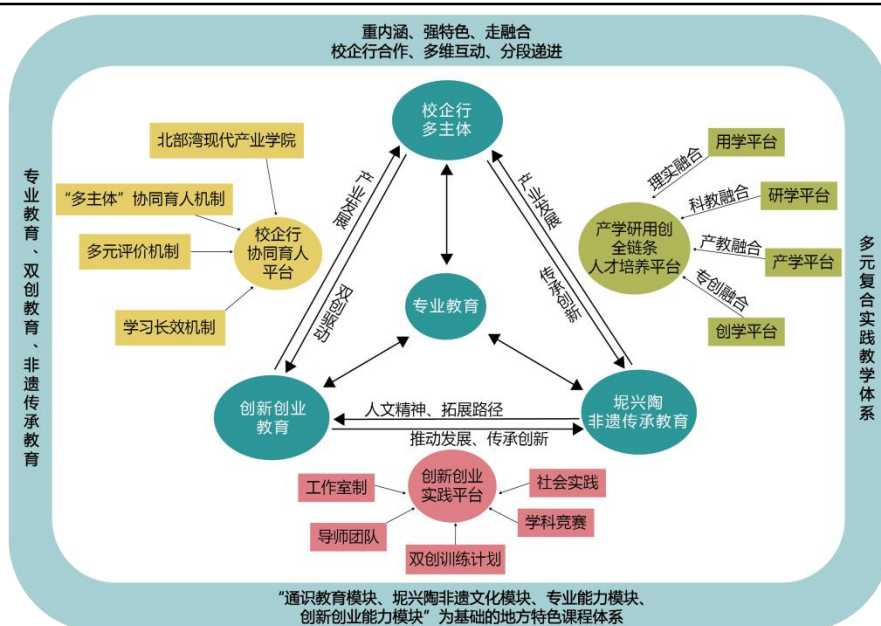 重内涵、强特色、走融合
校企行合作、多维互动、分段递进
专业教育、双创教育、非遗传承教育
多元复合实践教学体系
校企行
多主体
北部湾现代产业学院
“多主体”协同育人机制
多元评价机制
学习长效机制
校企行
协同育人
平台
产业发展
双创驱动
产业发展
传承创新
专业教育
用学平台
理实融合
研学平台
科教融合
产学研用创
全链条
人才培养平台
产教融合
产学平台
专创融合
创学平台
创新创业
教育
人文精神、拓展路径
推动发展、传承创新
坭兴陶
非遗传承教育
创新创业
实践平台
工作室制
导师团队
双创训练计划
社会实践
学科竞赛
“通识教育模块、坭兴陶非遗文化模块、专业能力模块、
创新创业能力模块”为基础的地方特色课程体系